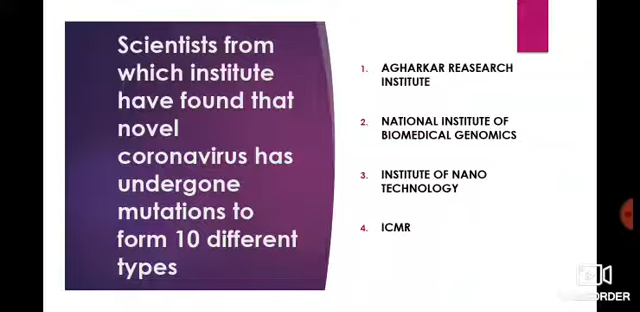 Scientists from
which institute
have found that
novel
coronavirus has
undergone
mutations to
form 10 different
types
1. AGHARKAR REASEARCH
INSTITUTE
2. NATIONAL INSTITUTE OF
BIOMEDICAL GENOMICS
3. INSTITUTE OF NANO
TECHNOLOGY
4. ICMR
ORDER